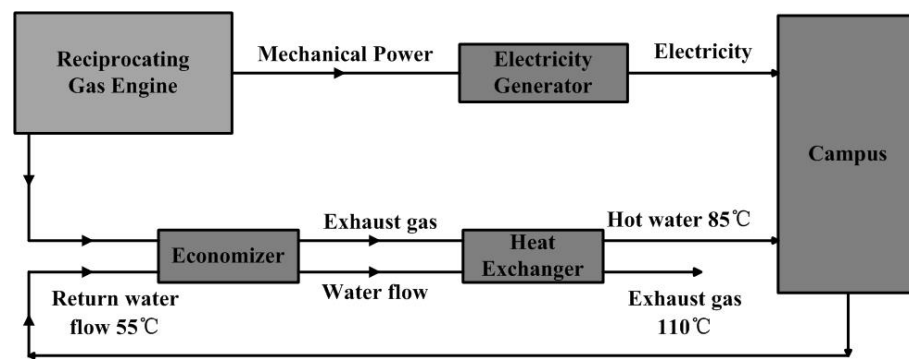 Reciprocating
Gas Engine
Mechanical Power
Electricity
Generator
Electricity
Campus
Exhaust gas
Hot water 85℃
Economizer
Heat
Exchanger
Return water
flow 55℃
Water flow
Exhaust gas
110℃